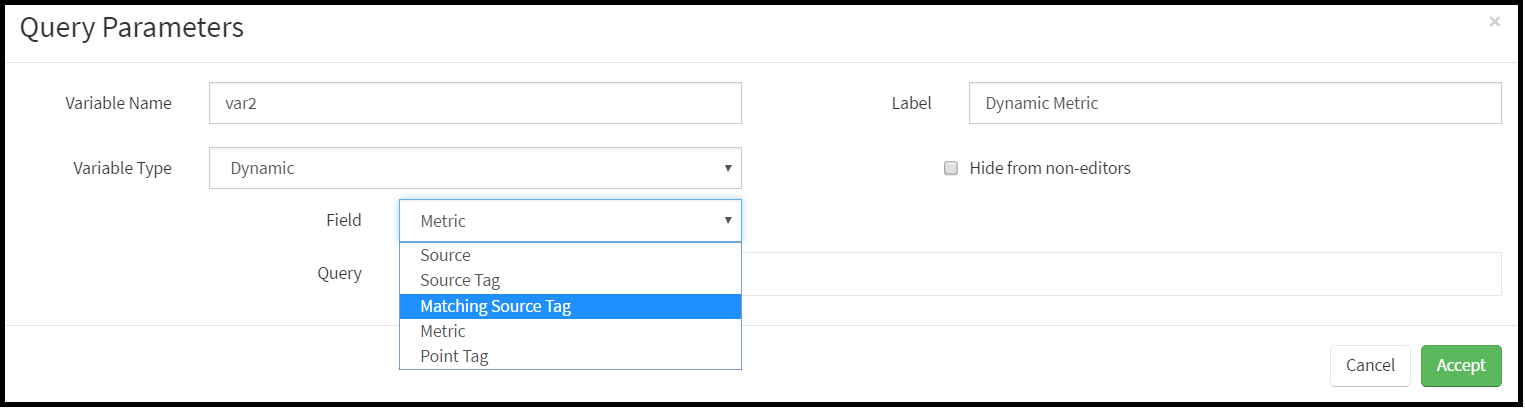 Query Parameters ×
Variable Name var2 Label Dynamic Metric
Variable Type Dynamic Hide from non-editors
Field Metric
Source
Query
Source Tag
Matching Source Tag
Metric
Point Tag
Cancel Accept